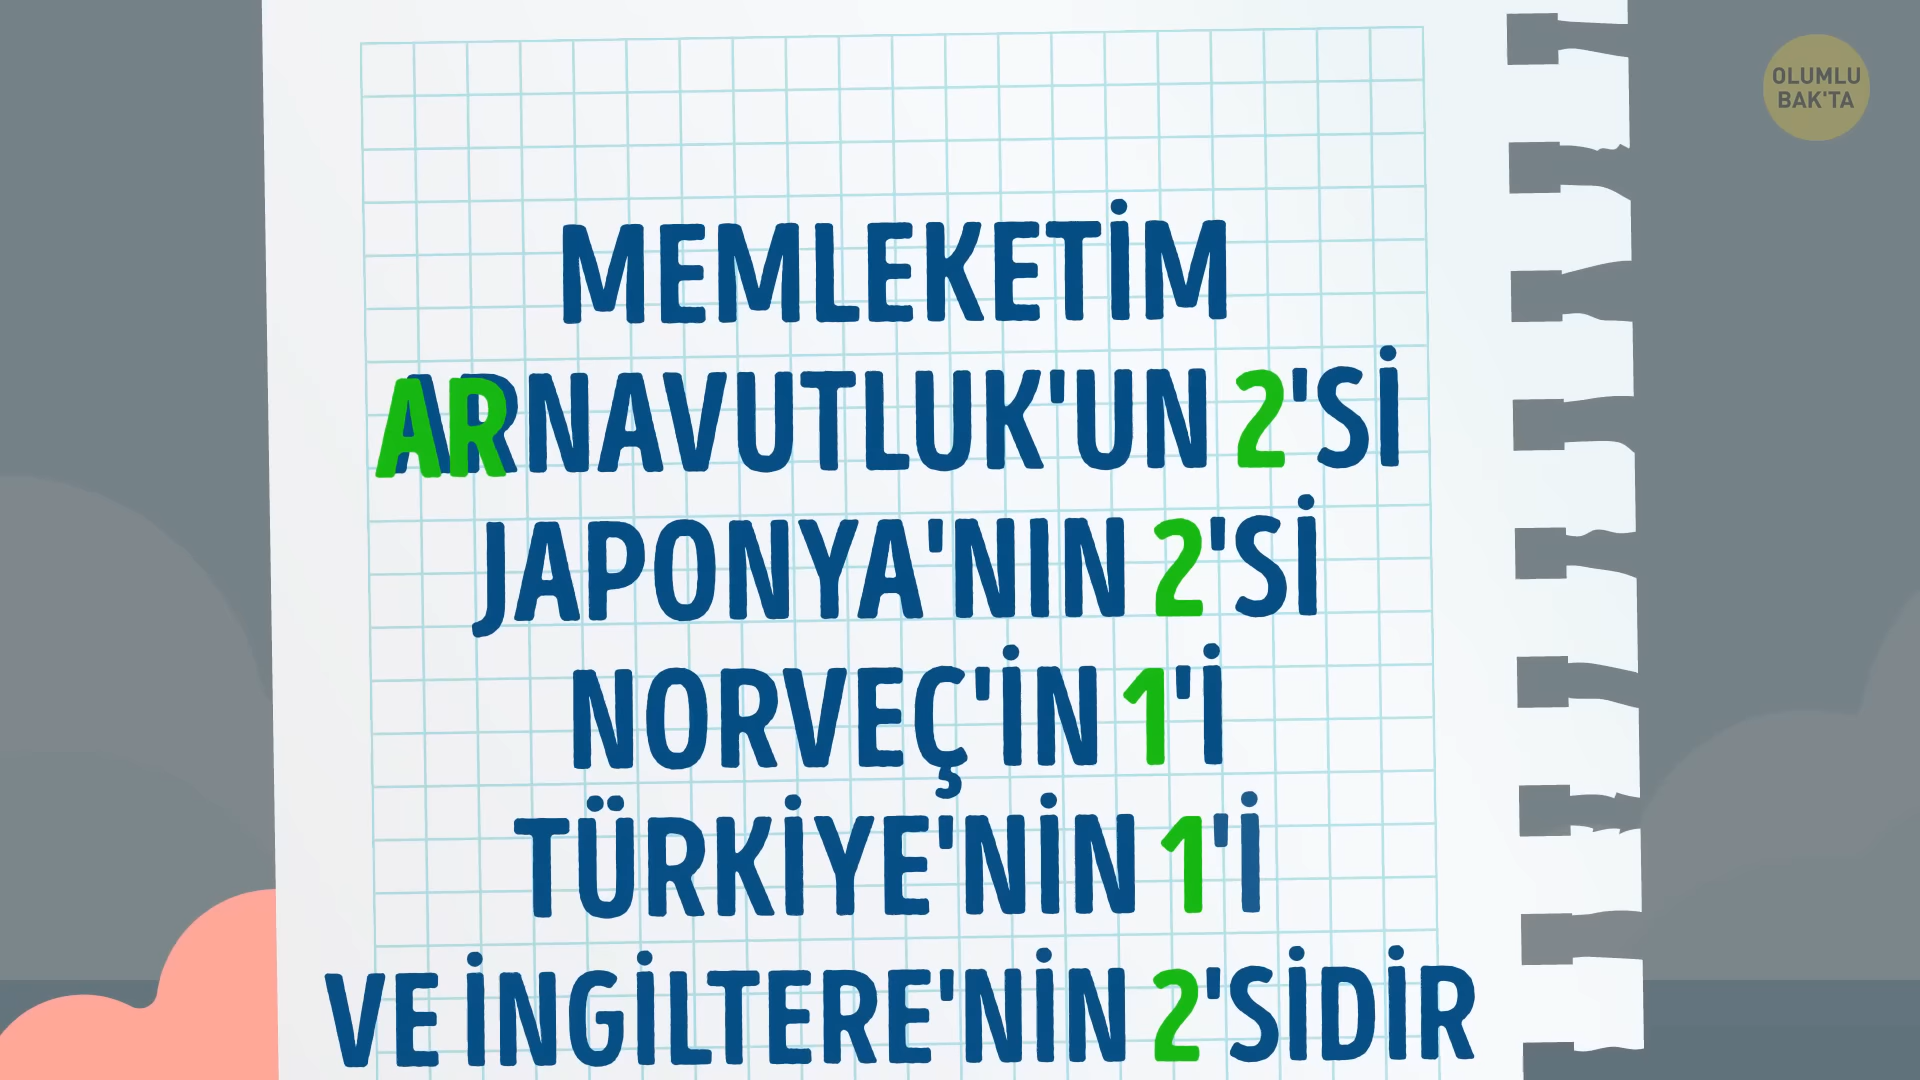 OLUMLU
BAK'TA
MEMLEKETİM
ARNAVUTLUK'UN 2'Sİ
JAPONYA'NIN 2'Sİ
NORVEÇ'İN 1'İ
TÜRKİYE'NİN 1'İ
VE İNGİLTERE'NİN 2'SİDİR